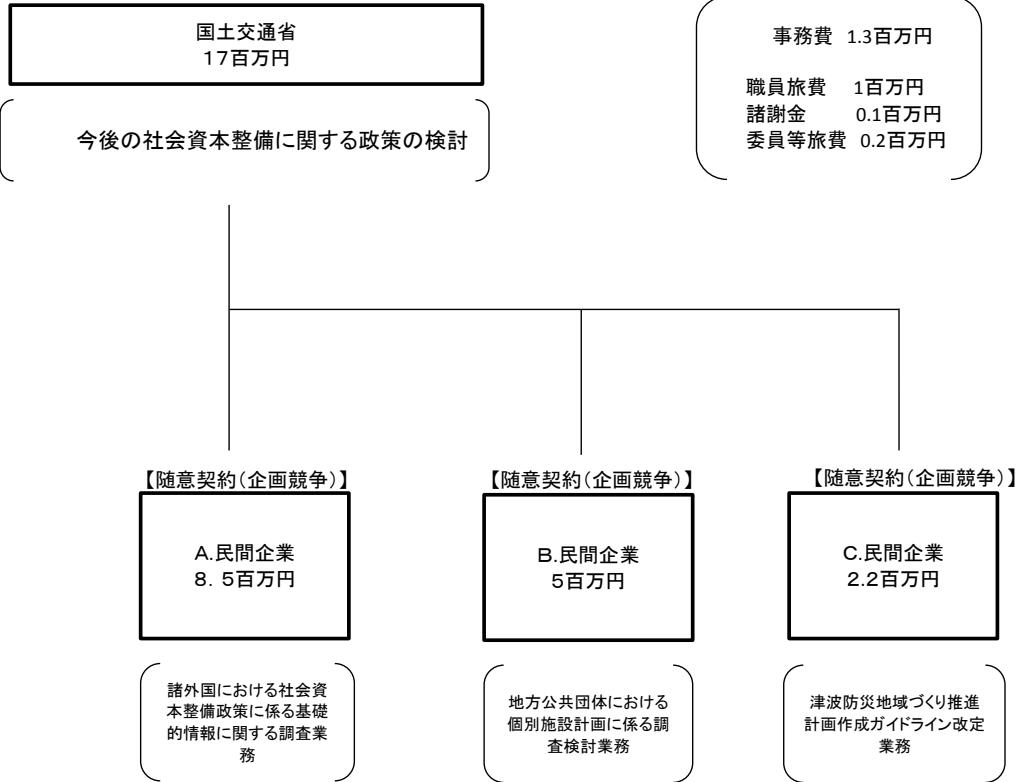 国土交通省
17百万円
今後の社会資本整備に関する政策の検討
事務費 1.3百万円
職員旅費 1百万円
諸謝金 0.1百万円
委員等旅費 0.2百万円
【随意契約(企画競争)】
A.民間企業
8.5百万円
諸外国における社会資
本整備政策に係る基礎
的情報に関する調査業
務
【随意契約(企画競争)】
B.民間企業
5百万円
地方公共団体における
個別施設計画に係る調
査検討業務
【随意契約(企画競争)】
C.民間企業
2.2百万円
津波防災地域づくり推進
計画作成ガイドライン改定
業務